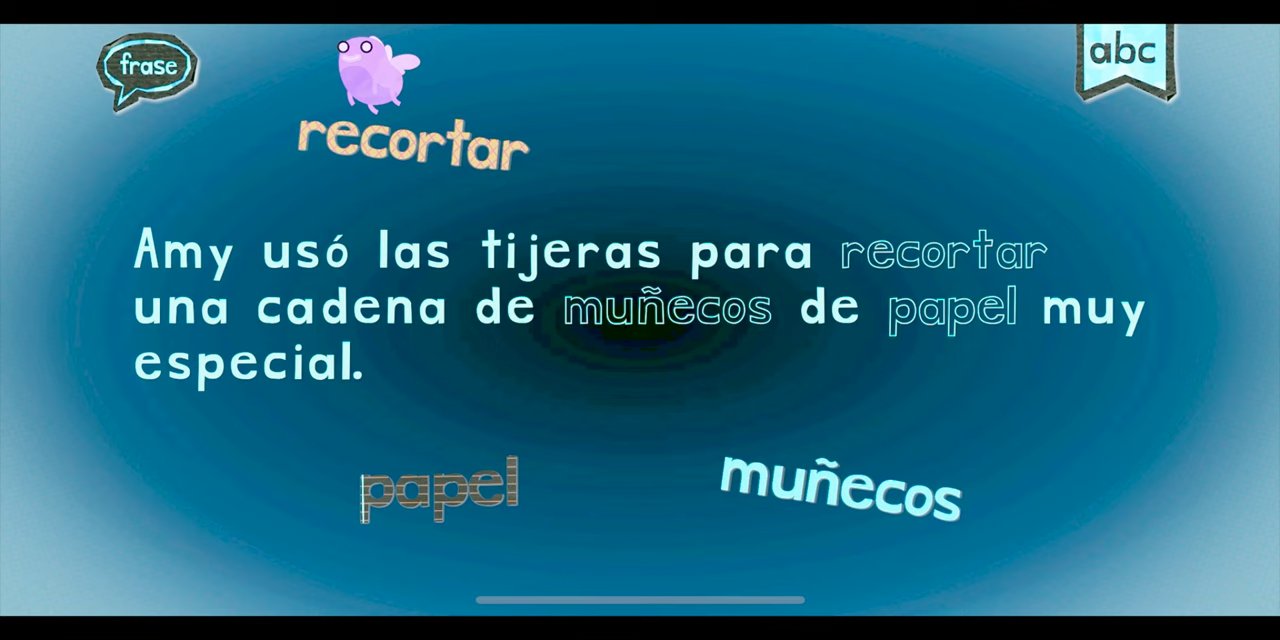 frase
abc
recortar
Amy usó las tijeras para recortar
una cadena de muñecos de papel muy
especial.
papel
muñecos